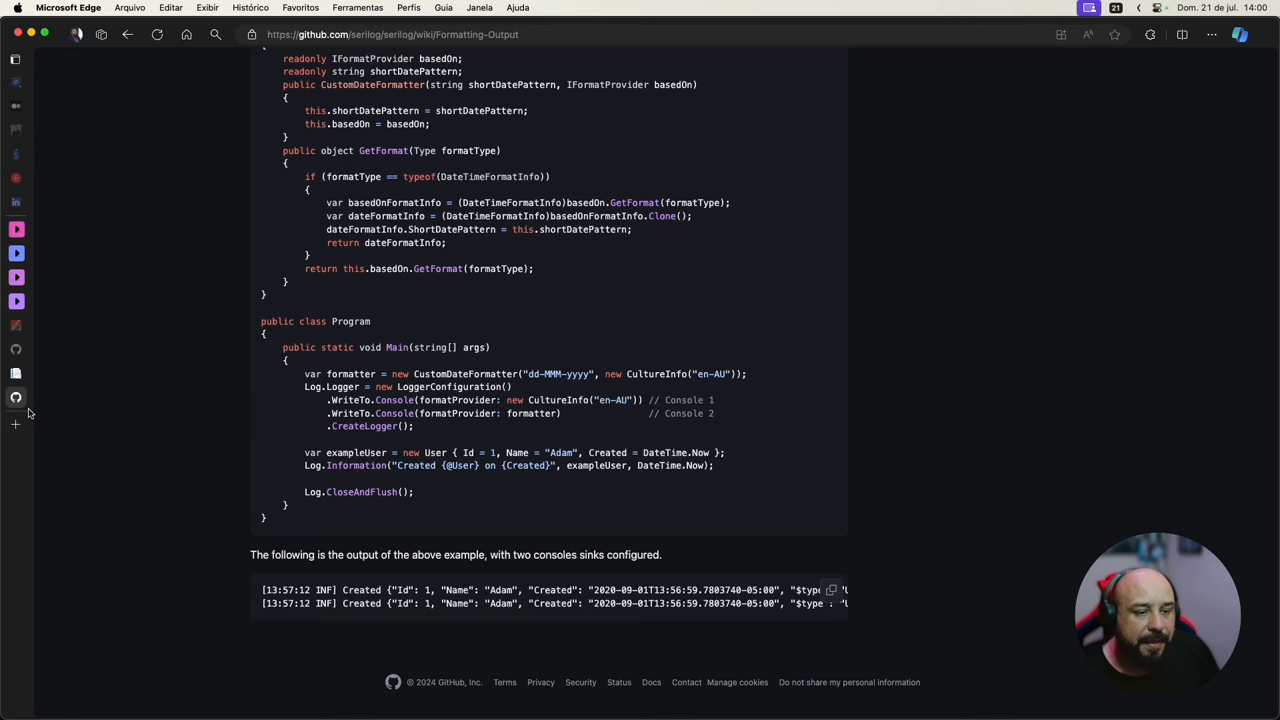 Microsoft Edge Arquivo Editar Exibir Histórico Favoritos Ferramentas Perfis Guia Janela Ajuda 21 Dom. 21 de jul. 14:00
https://github.com/serilog/serilog/wiki/Formatting-Output
{
readonly IFormatProvider basedOn;
readonly string shortDatePattern;
public CustomDateFormatter(string shortDatePattern, IFormatProvider basedOn)
{
this.shortDatePattern = shortDatePattern;
this.basedOn = basedOn;
}
public object GetFormat(Type formatType)
{
if (formatType == typeof(DateTimeFormatInfo))
{
var basedOnFormatInfo = (DateTimeFormatInfo)basedOn.GetFormat(formatType);
var dateFormatInfo = (DateTimeFormatInfo)basedOnFormatInfo.Clone();
dateFormatInfo.ShortDatePattern = this.shortDatePattern;
return dateFormatInfo;
}
return this.basedOn.GetFormat(formatType);
}
}
public class Program
{
public static void Main(string[] args)
{
var formatter = new CustomDateFormatter("dd-MMM-yyyy", new CultureInfo("en-AU"));
Log.Logger = new LoggerConfiguration()
.WriteTo.Console(formatProvider: new CultureInfo("en-AU")) // Console 1
.WriteTo.Console(formatProvider: formatter) // Console 2
.CreateLogger();
var exampleUser = new User { Id = 1, Name = "Adam", Created = DateTime.Now };
Log.Information("Created {@User} on {Created}", exampleUser, DateTime.Now);
Log.CloseAndFlush();
}
}
The following is the output of the above example, with two consoles sinks configured.
[13:57:12 INF] Created {"Id": 1, "Name": "Adam", "Created": "2020-09-01T13:56:59.7803740-05:00", "$type
[13:57:12 INF] Created {"Id": 1, "Name": "Adam", "Created": "2020-09-01T13:56:59.7803740-05:00", "$type": "U
© 2024 GitHub, Inc. Terms Privacy Security Status Docs Contact Manage cookies Do not share my personal information